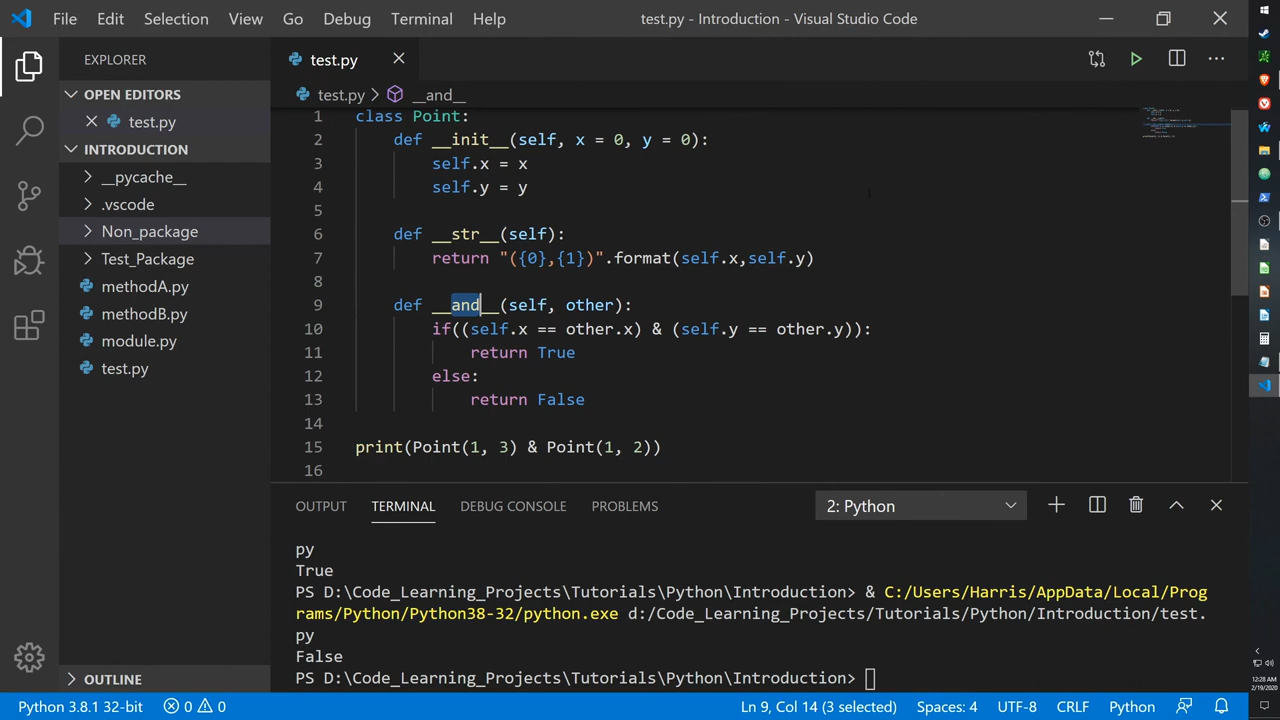 File Edit Selection View Go Debug Terminal Help test.py - Introduction - Visual Studio Code
EXPLORER
OPEN EDITORS
test.py
INTRODUCTION
__pycache__
.vscode
Non_package
Test_Package
methodA.py
methodB.py
module.py
test.py
OUTLINE
test.py
test.py > __and__
1 class Point:
2 def __init__(self, x = 0, y = 0):
3 self.x = x
4 self.y = y
5
6 def __str__(self):
7 return "({0},{1})".format(self.x,self.y)
8
9 def __and__(self, other):
10 if((self.x == other.x) & (self.y == other.y)):
11 return True
12 else:
13 return False
14
15 print(Point(1, 3) & Point(1, 2))
16
OUTPUT TERMINAL DEBUG CONSOLE PROBLEMS 2: Python
py
True
PS D:\Code_Learning_Projects\Tutorials\Python\Introduction> & C:/Users/Harris/AppData/Local/Prog
rams/Python/Python38-32/python.exe d:/Code_Learning_Projects/Tutorials/Python/Introduction/test.
py
False
PS D:\Code_Learning_Projects\Tutorials\Python\Introduction>
Python 3.8.1 32-bit 0 0 Ln 9, Col 14 (3 selected) Spaces: 4 UTF-8 CRLF Python
12:28 AM
2/19/2020